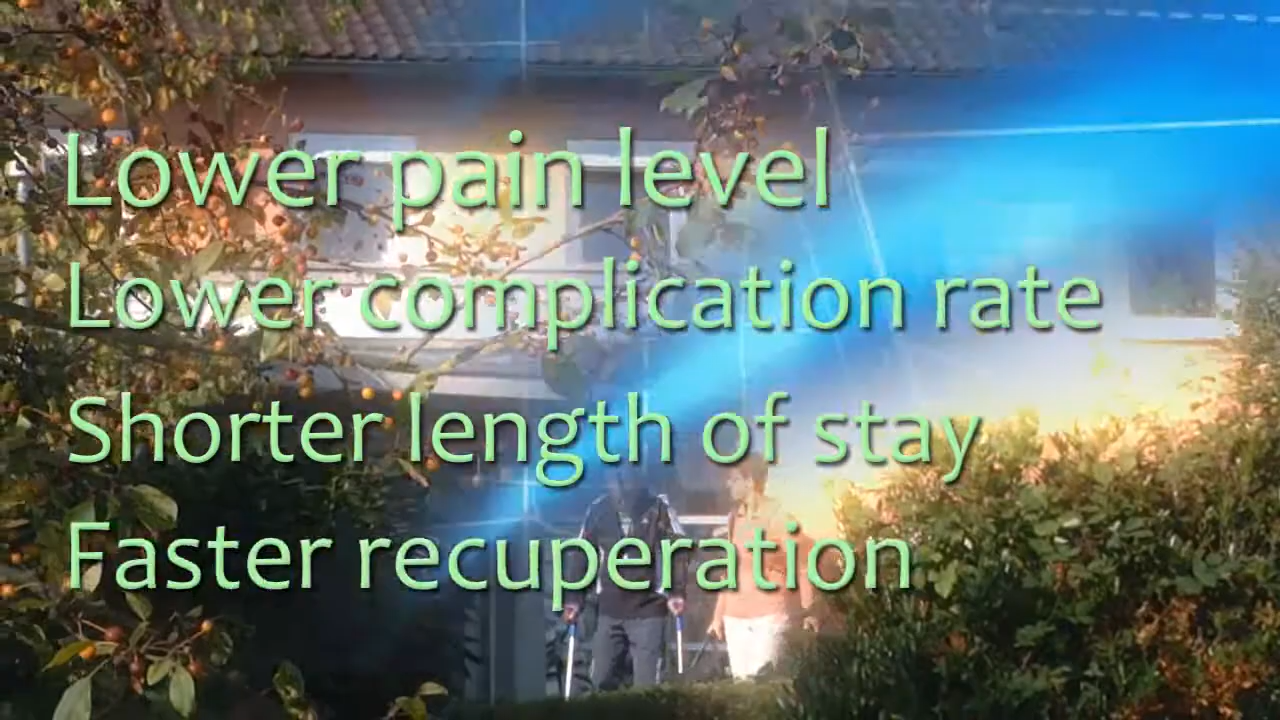 Lower pain level
Lower complication rate
Shorter length of stay
Faster recuperation